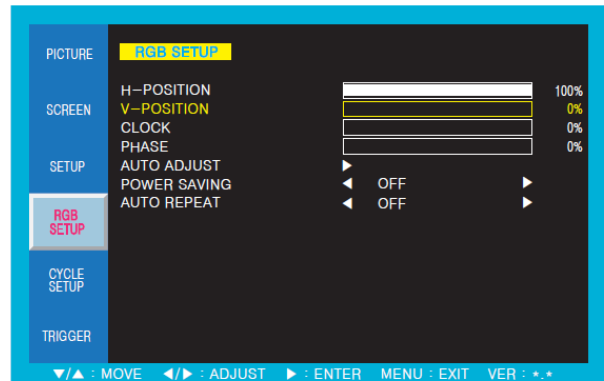 PICTURE
SCREEN
SETUP
RGB
SETUP
CYCLE
SETUP
TRIGGER
RGB SETUP
H-POSITION 100%
V-POSITION 0%
CLOCK 0%
PHASE 0%
AUTO ADJUST ▶
POWER SAVING ◀ OFF ▶
AUTO REPEAT ◀ OFF ▶
▼/▲ : MOVE ◀/▶ : ADJUST ▶ : ENTER MENU : EXIT VER : *.*